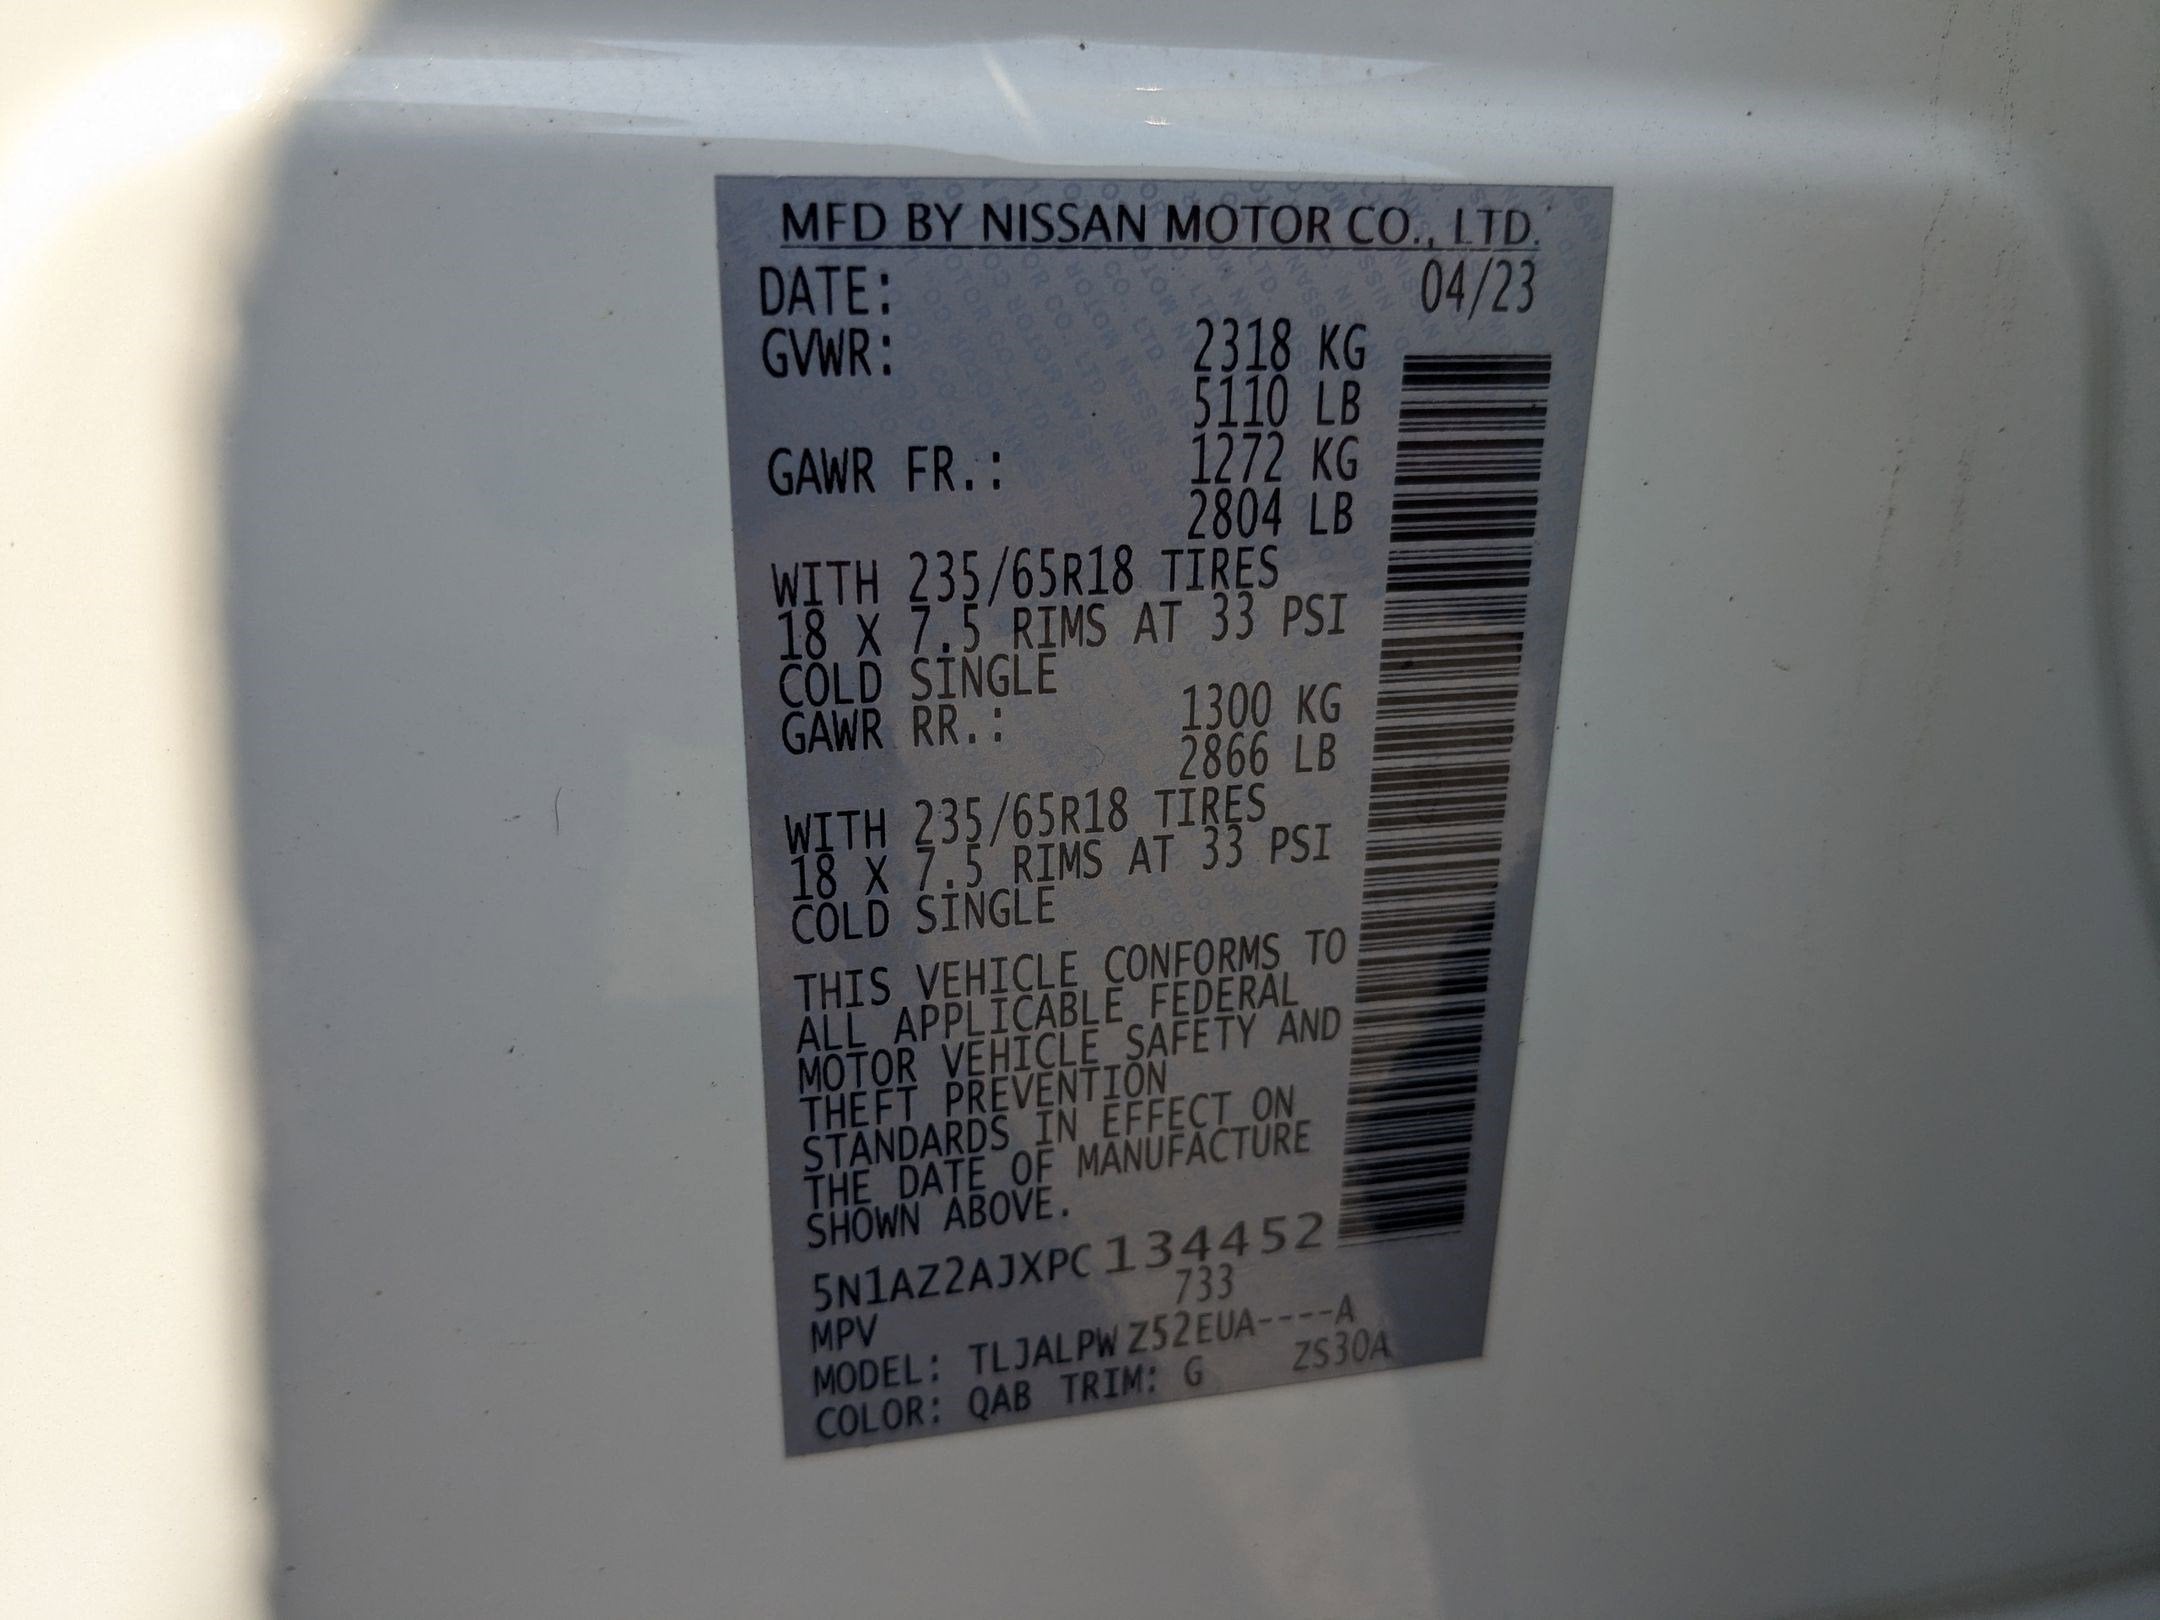 MFD BY NISSAN MOTOR CO., LTD.
DATE: 04/23
GVWR: 2318 KG
5110 LB
GAWR FR.: 1272 KG
2804 LB
WITH 235/65R18 TIRES
18 X 7.5 RIMS AT 33 PSI
COLD SINGLE
GAWR RR.: 1300 KG
2866 LB
WITH 235/65R18 TIRES
18 X 7.5 RIMS AT 33 PSI
COLD SINGLE
THIS VEHICLE CONFORMS TO
ALL APPLICABLE FEDERAL
MOTOR VEHICLE SAFETY AND
THEFT PREVENTION
STANDARDS IN EFFECT ON
THE DATE OF MANUFACTURE
SHOWN ABOVE.
5N1AZ2AJXPC134452
MPV 733
MODEL: TLJALPWZ52EUA----A
COLOR: QAB TRIM: G ZS30A